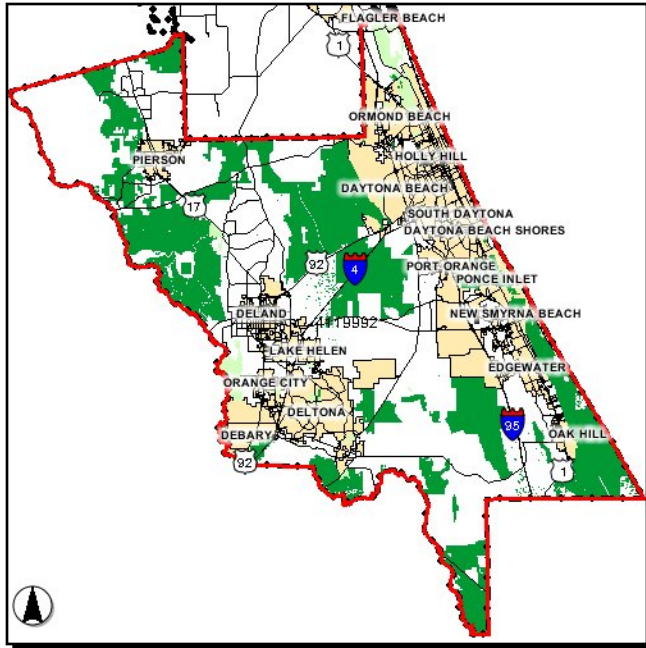 FLAGLER BEACH
1
ORMOND BEACH
HOLLY HILL
PIERSON
DAYTONA BEACH
17
SOUTH DAYTONA
DAYTONA BEACH SHORES
92
4
PORT ORANGE
PONCE INLET
DELAND
4119992
NEW SMYRNA BEACH
LAKE HELEN
EDGEWATER
ORANGE CITY
DELTONA
95
DEBARY
OAK HILL
92
1